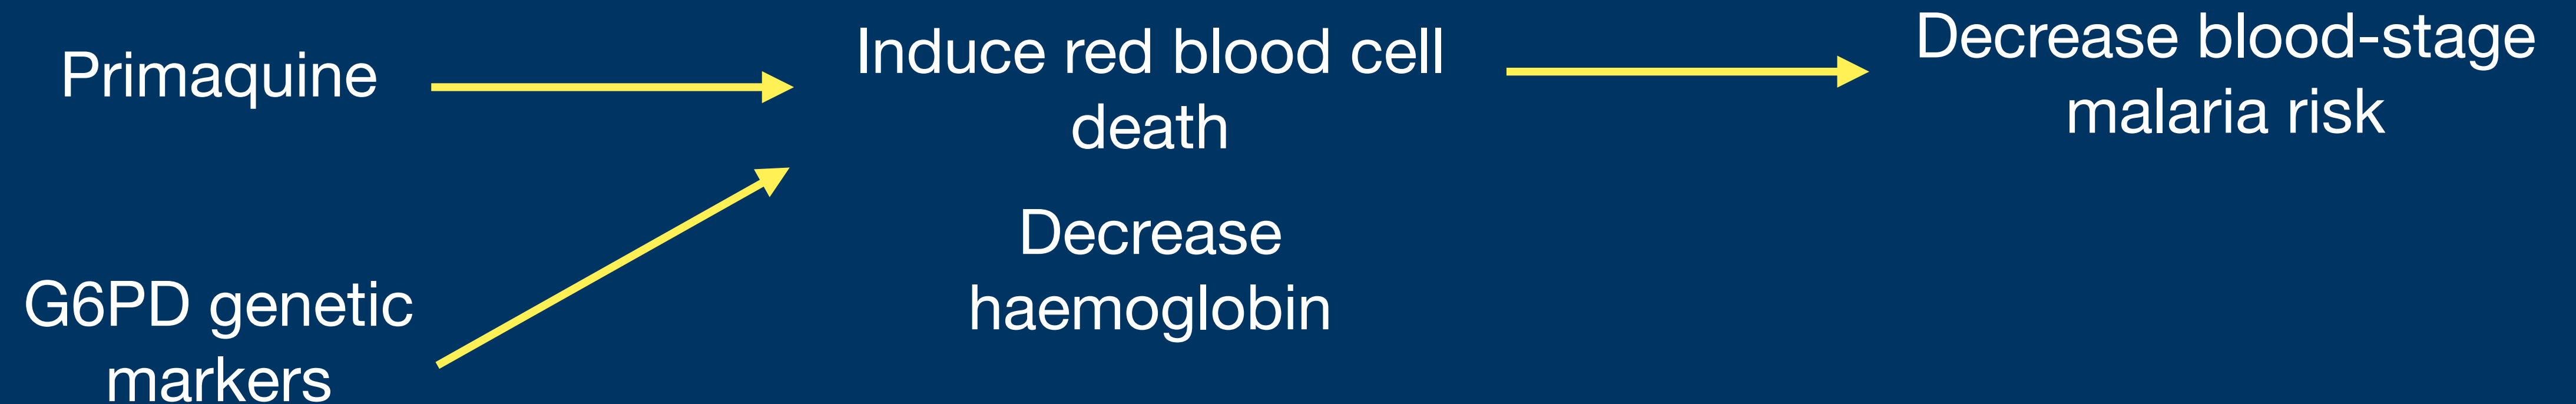 Primaquine
G6PD genetic
markers
Induce red blood cell
death
Decrease
haemoglobin
Decrease blood-stage
malaria risk